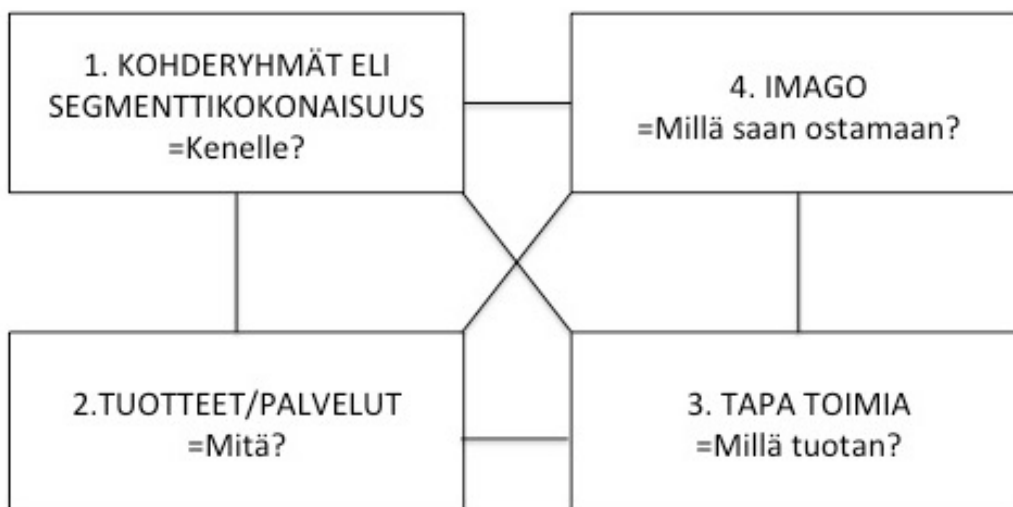 1. KOHDERYHMÄT ELI
SEGMENTTIKOKONAISUUS
=Kenelle?
4. IMAGO
=Millä saan ostamaan?
2.TUOTTEET/PALVELUT
=Mitä?
3. TAPA TOIMIA
=Millä tuotan?